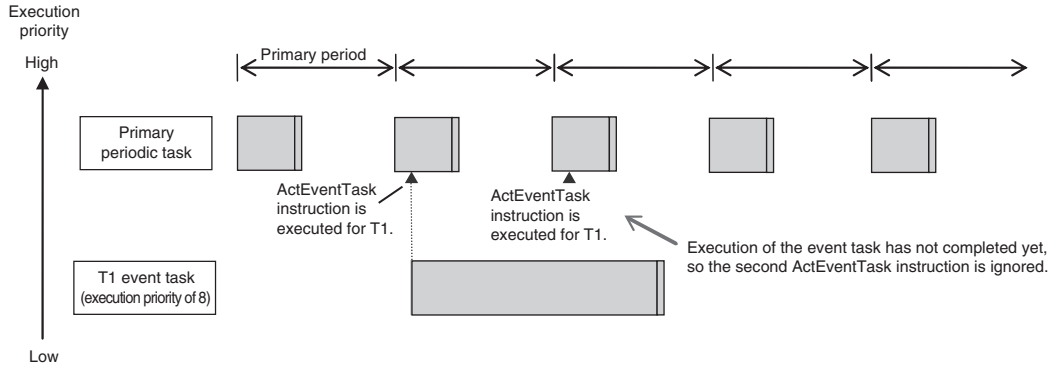 Execution
priority
High
Primary period
Primary
periodic task
ActEventTask
instruction is
executed for T1.
ActEventTask
instruction is
executed for T1.
Execution of the event task has not completed yet,
so the second ActEventTask instruction is ignored.
T1 event task
(execution priority of 8)
Low